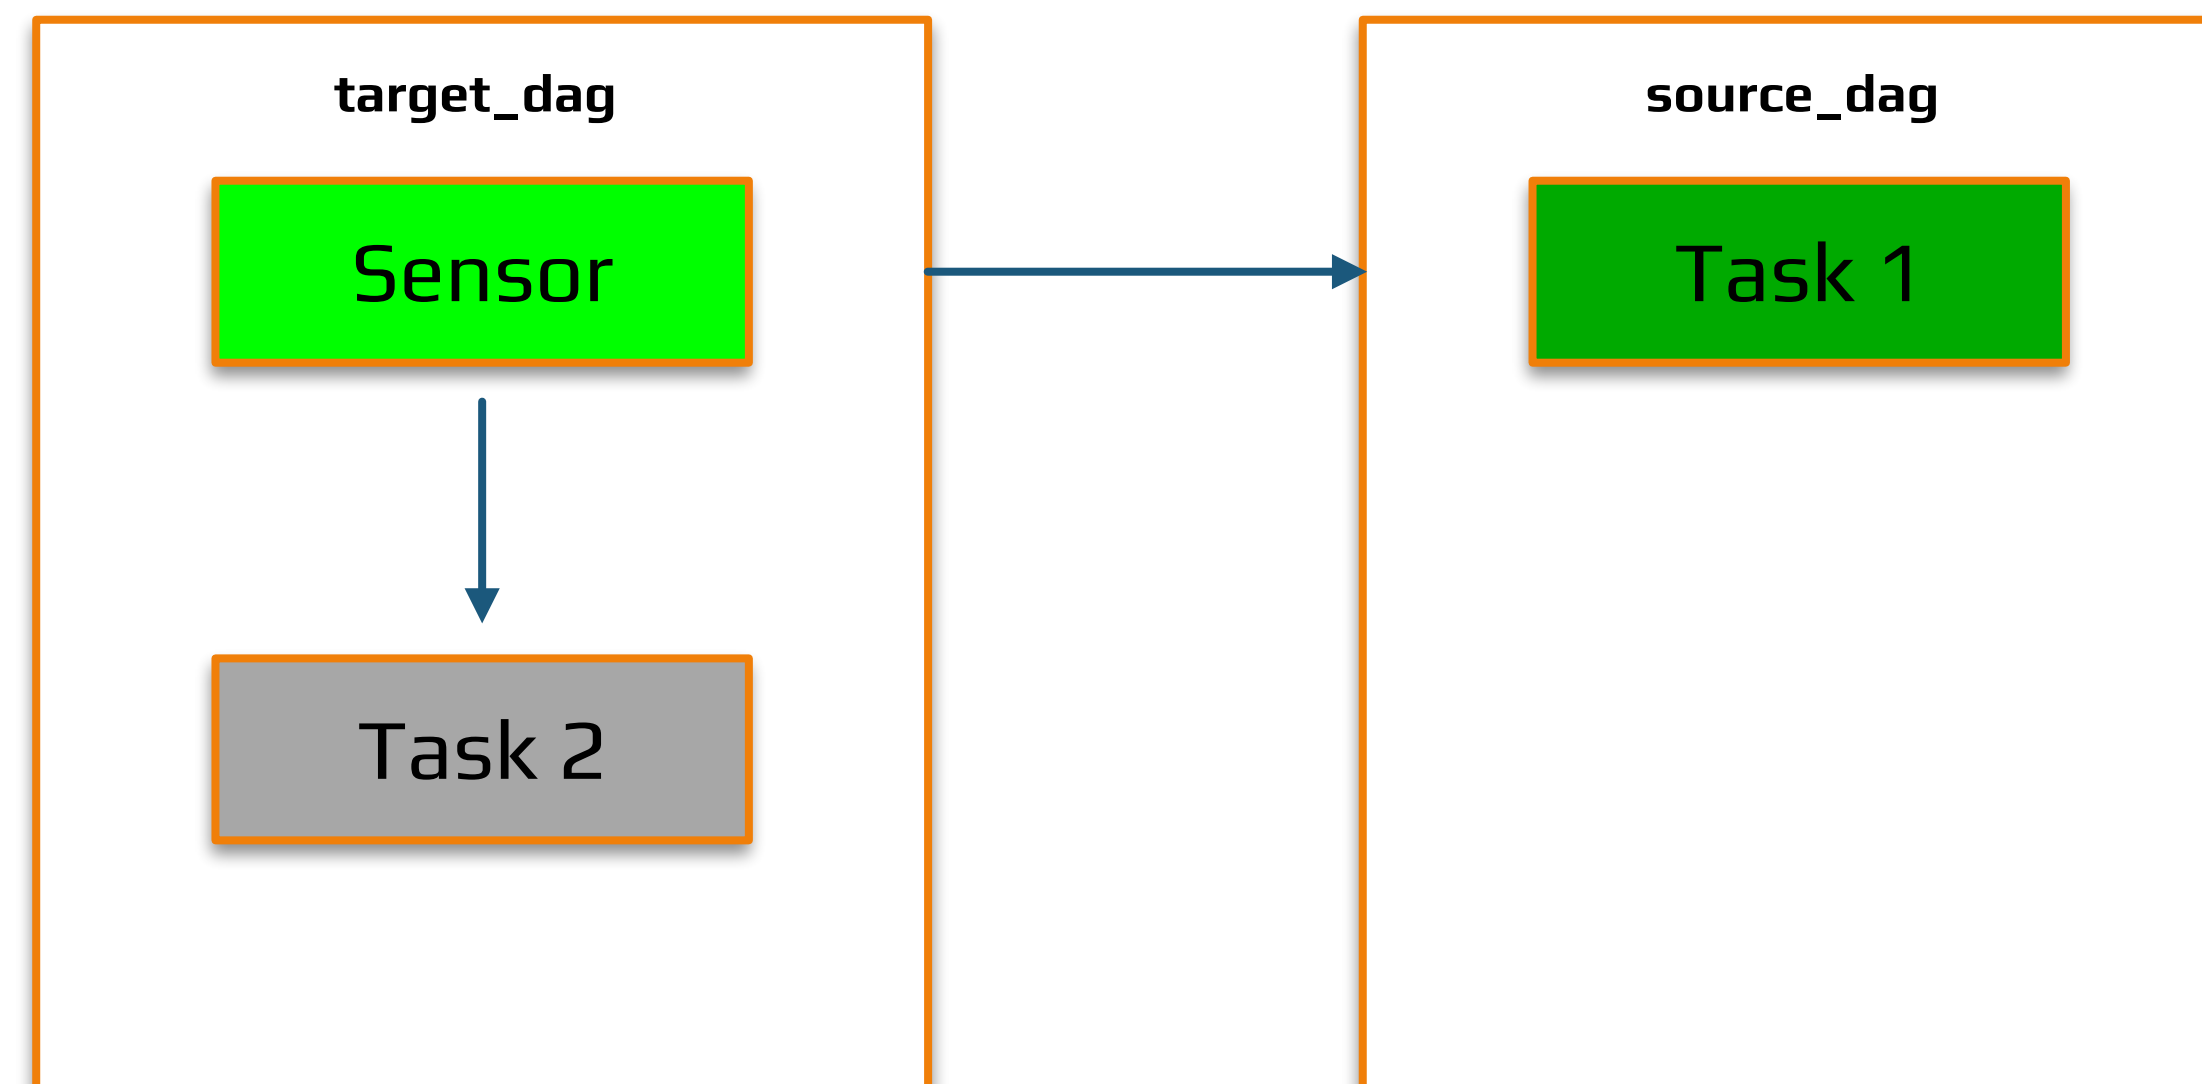 target_dag
Sensor
Task 2
source_dag
Task 1